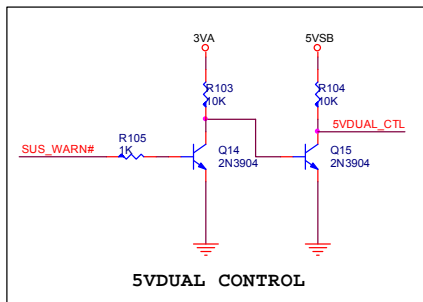 3VA
5VSB
R103
10K
R104
10K
5VDUAL_CTL
R105
1K
SUS_WARN#
Q14
2N3904
Q15
2N3904
5VDUAL CONTROL